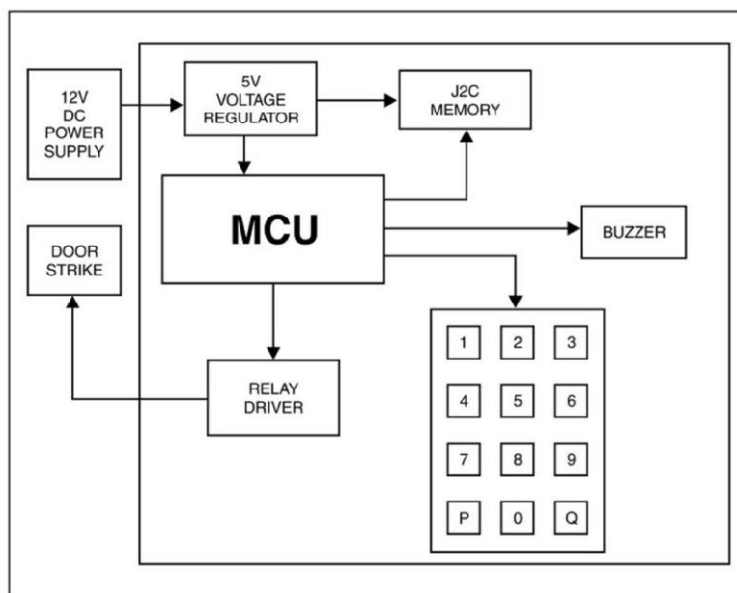 12V
DC
POWER
SUPPLY
5V
VOLTAGE
REGULATOR
J2C
MEMORY
MCU
BUZZER
DOOR
STRIKE
RELAY
DRIVER
1 2 3
4 5 6
7 8 9
P 0 Q